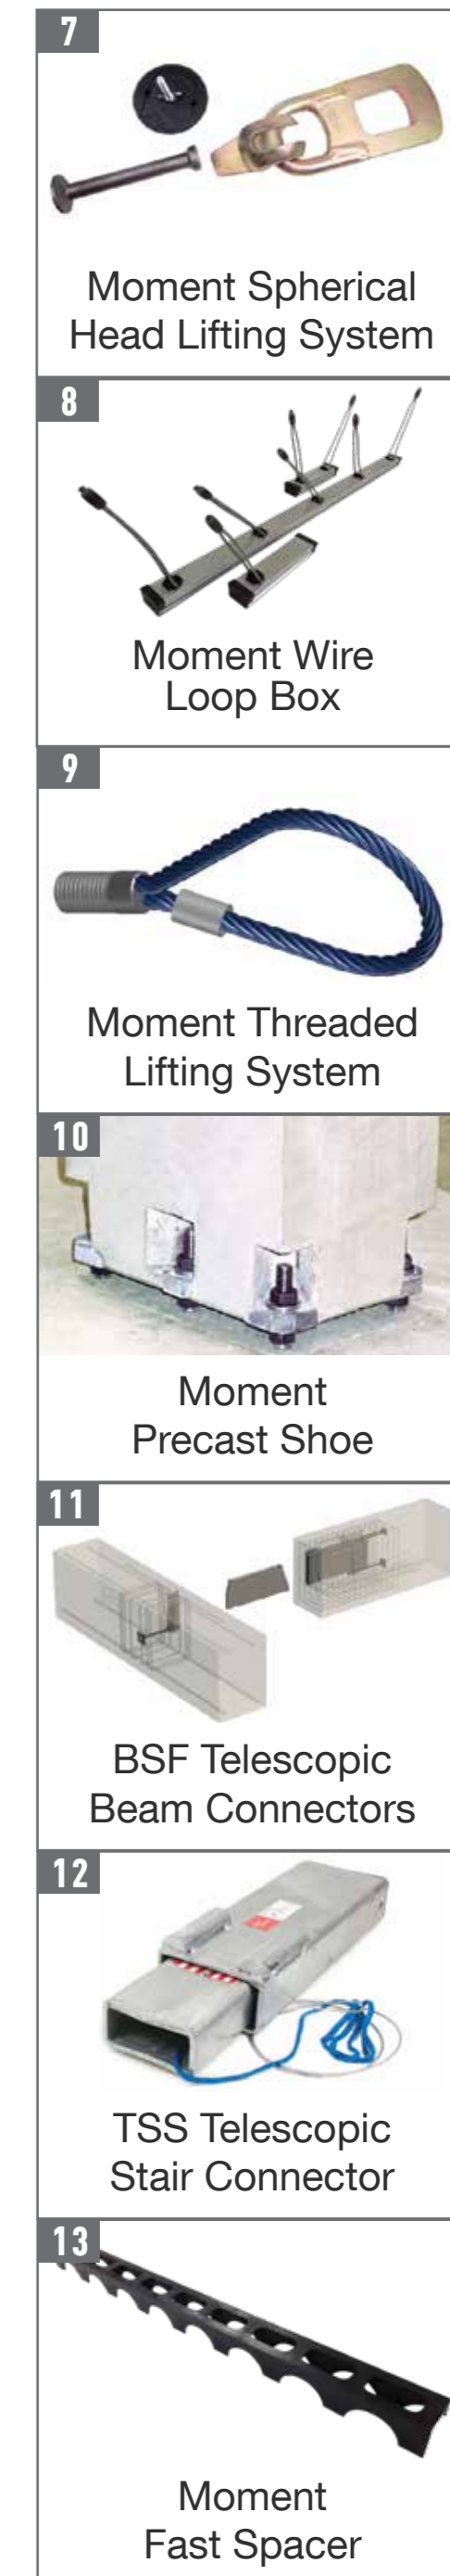 7
Moment Spherical
Head Lifting System
8
Moment Wire
Loop Box
9
Moment Threaded
Lifting System
10
Moment
Precast Shoe
11
BSF Telescopic
Beam Connectors
12
TSS Telescopic
Stair Connector
13
Moment
Fast Spacer